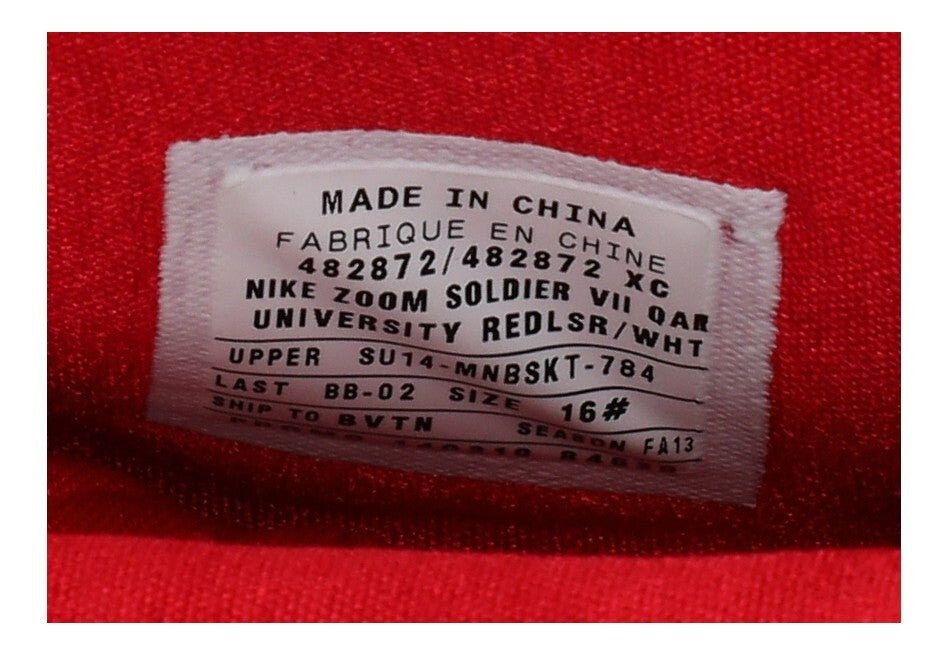 MADE IN CHINA
FABRIQUE EN CHINE
482872/482872 XC
NIKE ZOOM SOLDIER VII QAR
UNIVERSITY REDLSR/WHT
UPPER SU14-MNBSKT-784
LAST BB-02 SIZE 16#
SHIP TO BVTN SEASON FA13